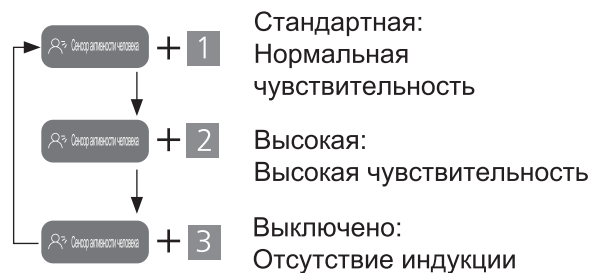 Сенсор активности человека + 1
Стандартная:
Нормальная
чувствительность
Сенсор активности человека + 2
Высокая:
Высокая чувствительность
Сенсор активности человека + 3
Выключено:
Отсутствие индукции